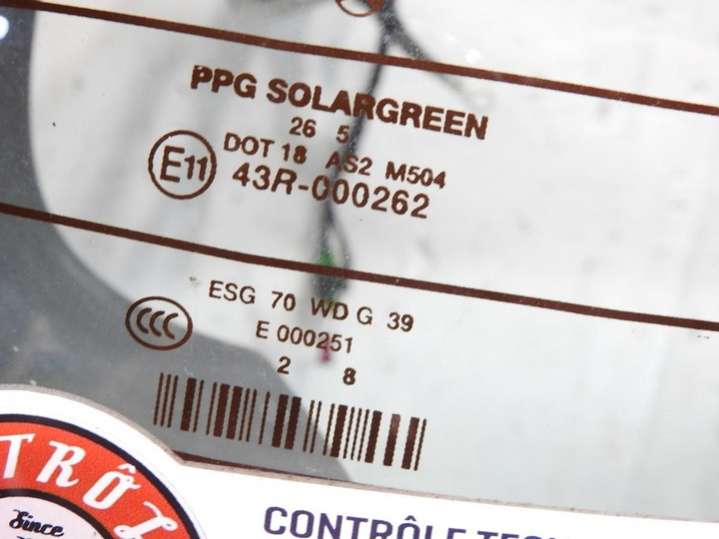 PPG SOLARGREEN
26 5
DOT 18 AS2 M504
E11 43R-000262
ESG 70 WD G 39
CCC E 000251
2 8
TRÔL
Since
CONTRÔLE